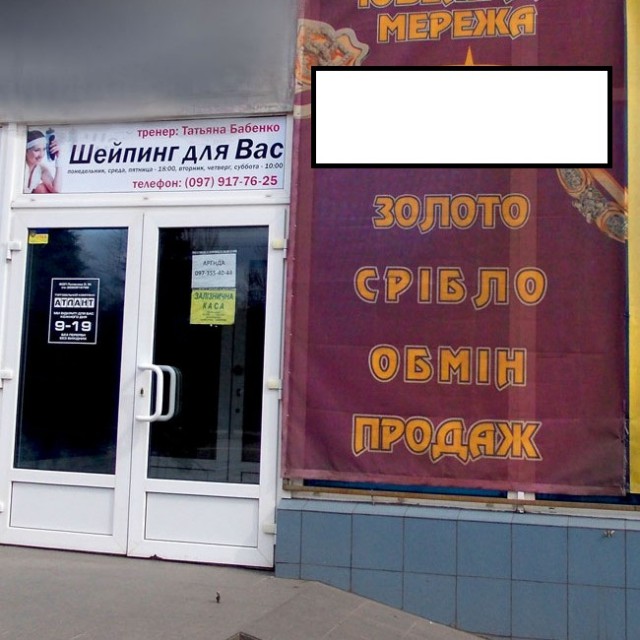 МЕРЕЖА
ЗОЛОТО
СРІБЛО
ОБМІН
ПРОДАЖ
тренер: Татьяна Бабенко
Шейпинг для Вас
понедельник, среда, пятница - 18:00, вторник, четверг, суббота - 10:00
телефон: (097) 917-76-25
АРЕНДА
ЗАЛІЗНИЧНА
КАСА
АТЛАНТ
9-19